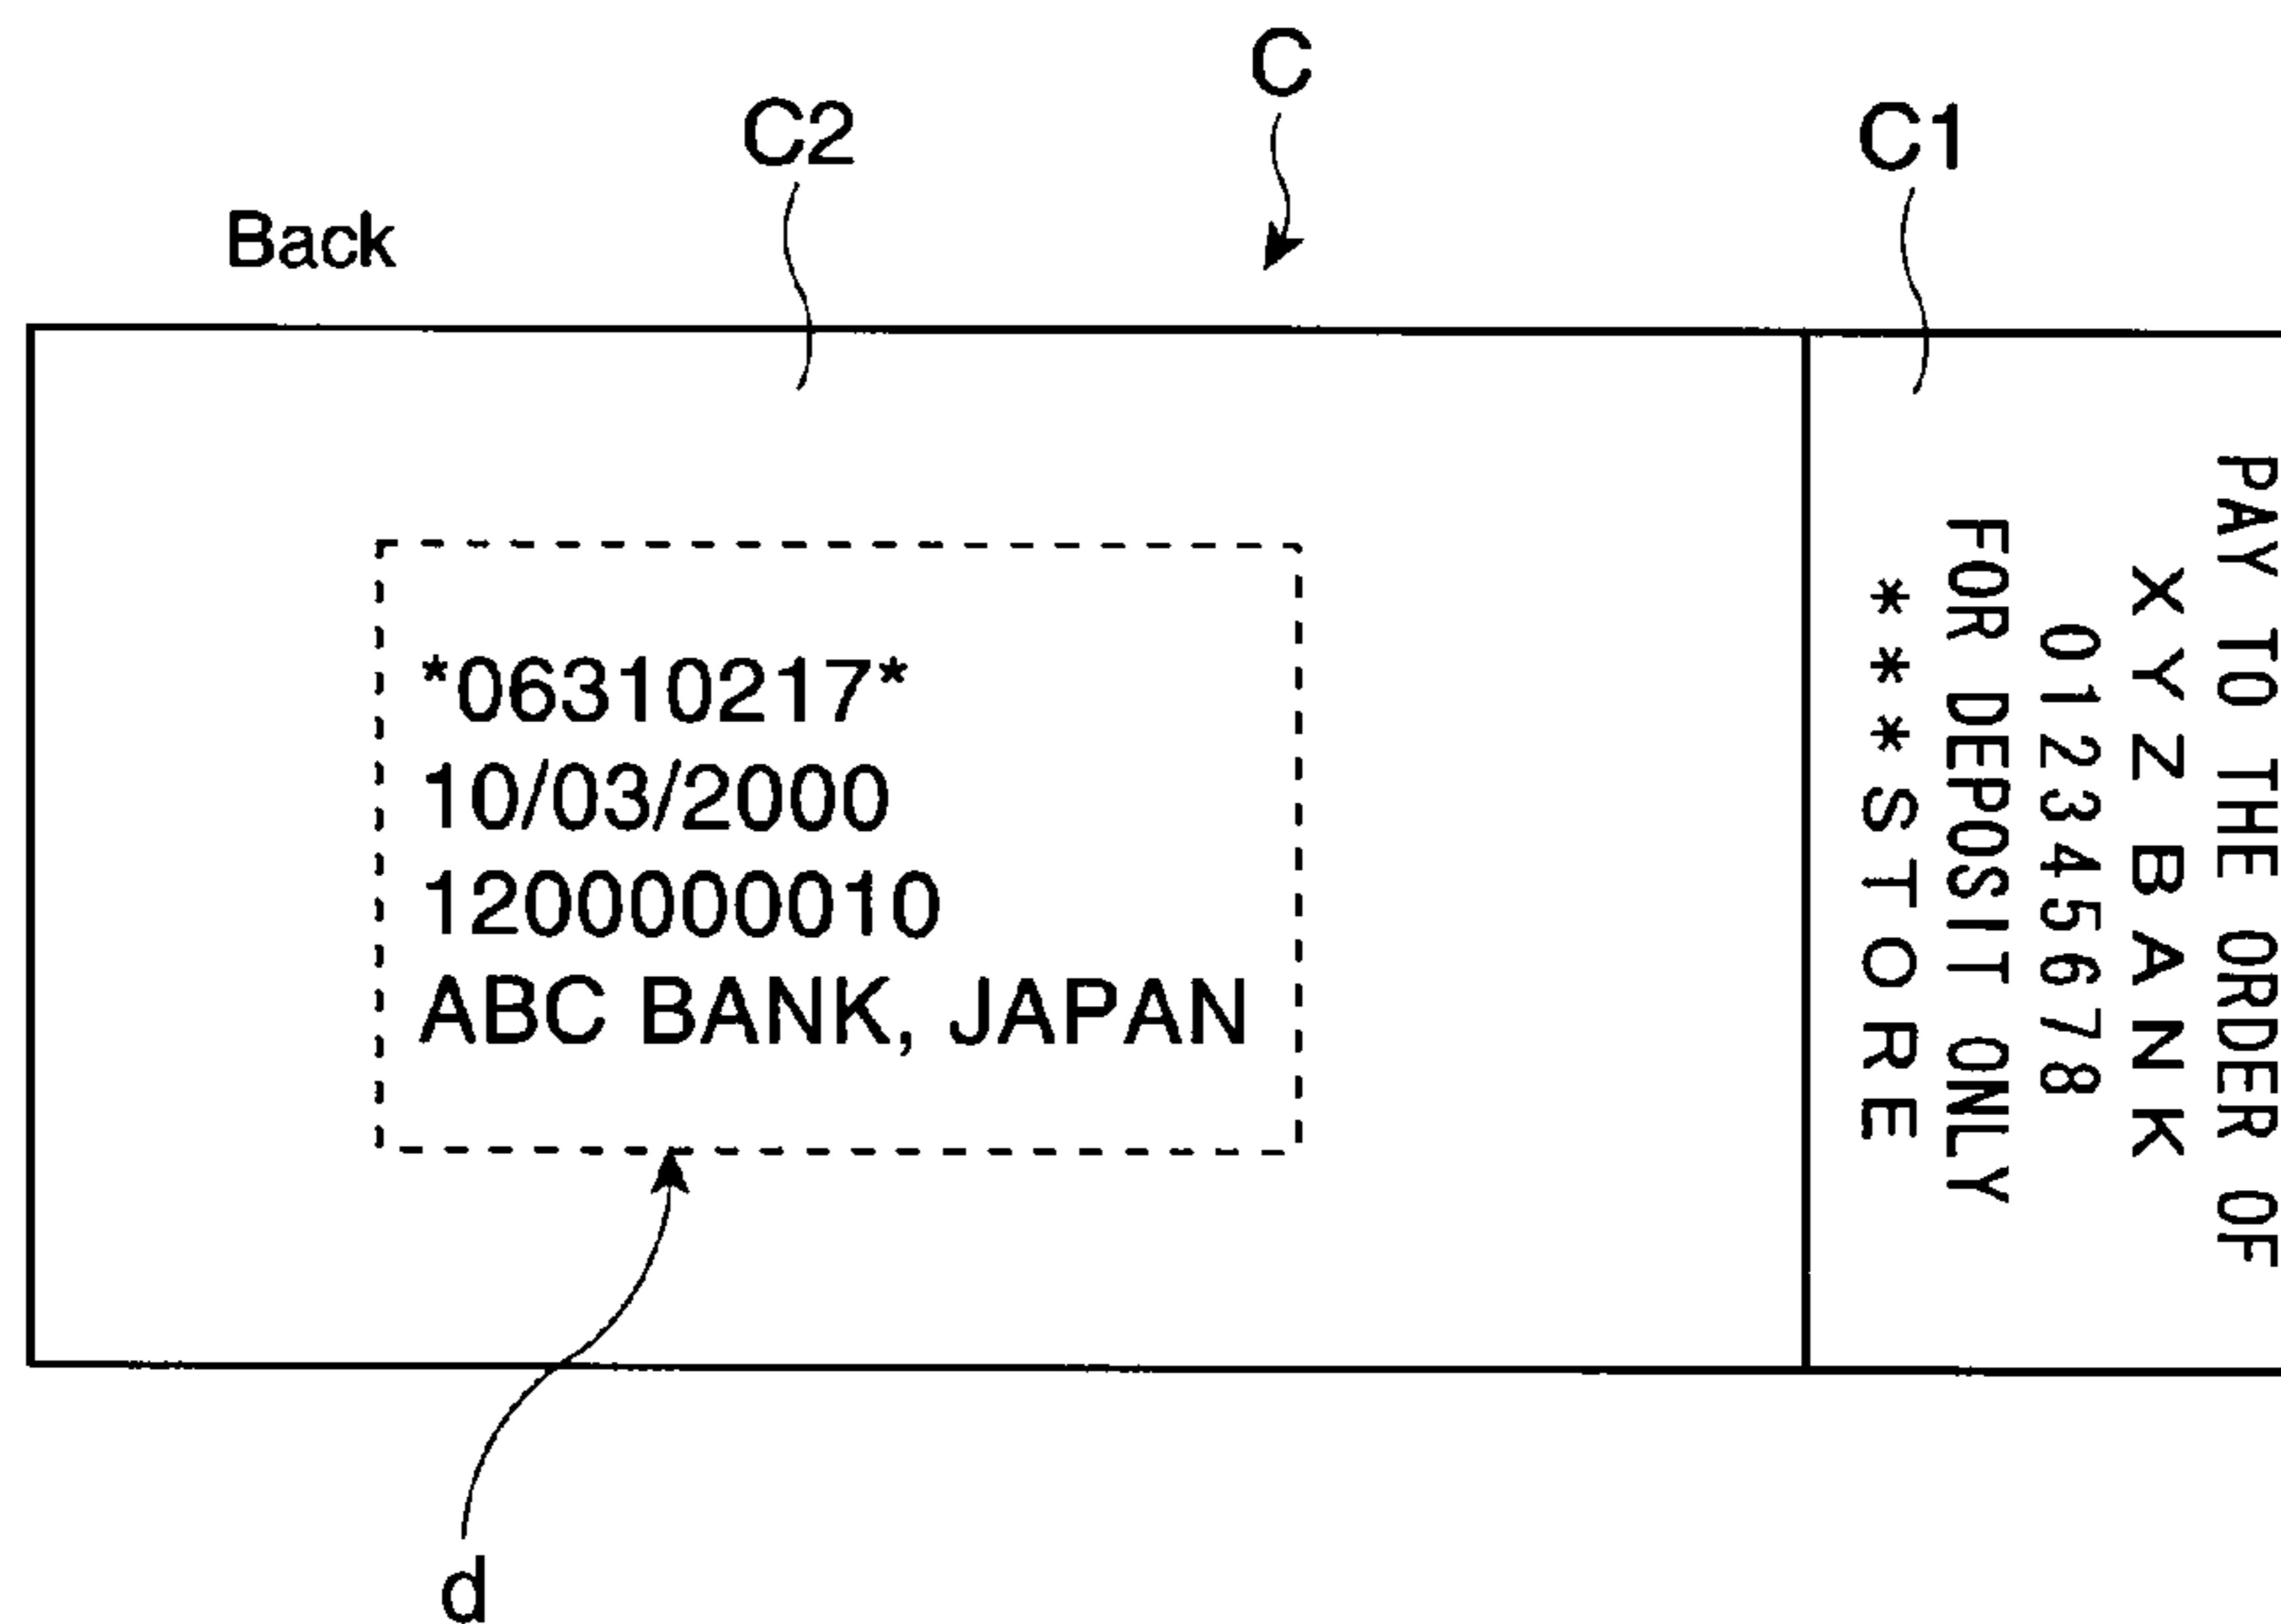 C
C2
C1
Back
*06310217*
10/03/2000
1200000010
ABC BANK, JAPAN
PAY TO THE ORDER OF
XYZ BANK
012345678
FOR DEPOSIT ONLY
***STORE
d